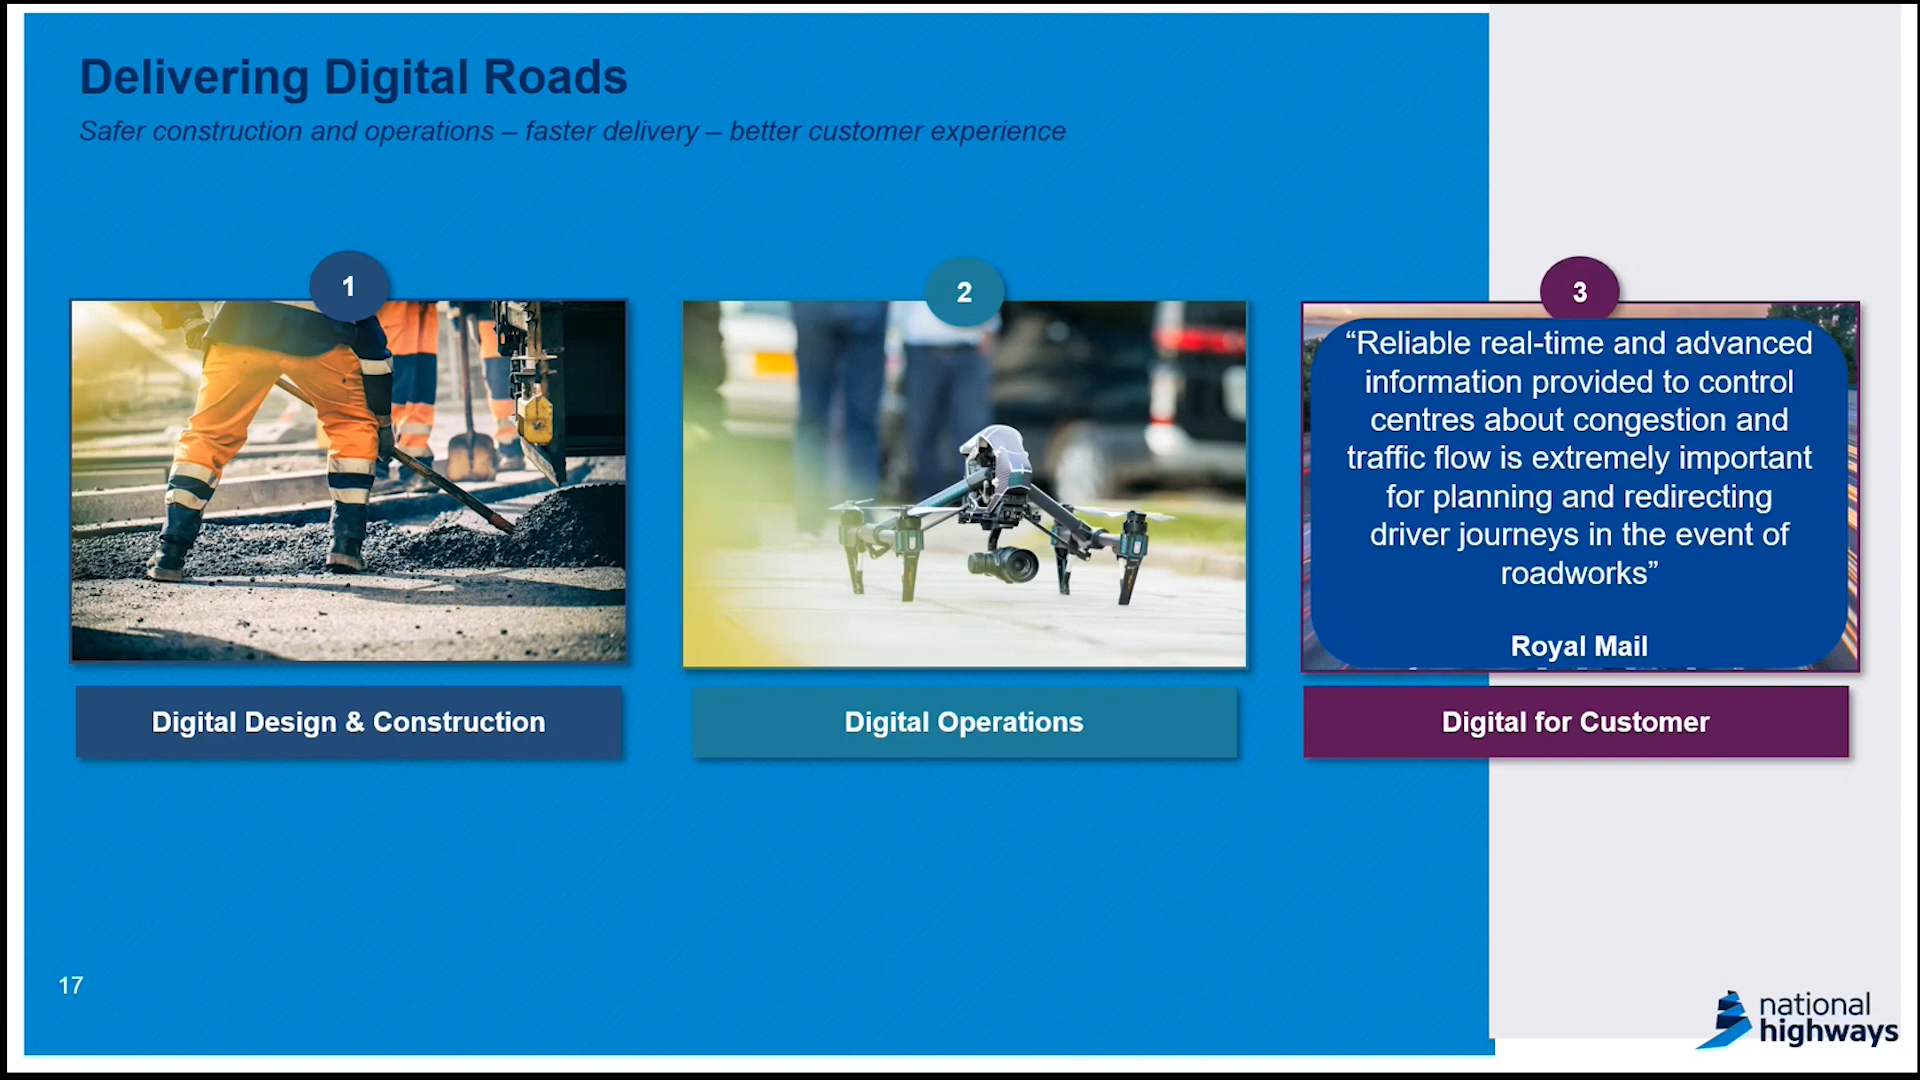 Delivering Digital Roads
Safer construction and operations – faster delivery – better customer experience
1
2
3
“Reliable real-time and advanced
information provided to control
centres about congestion and
traffic flow is extremely important
for planning and redirecting
driver journeys in the event of
roadworks”
Royal Mail
Digital Design & Construction
Digital Operations
Digital for Customer
17
national
highways